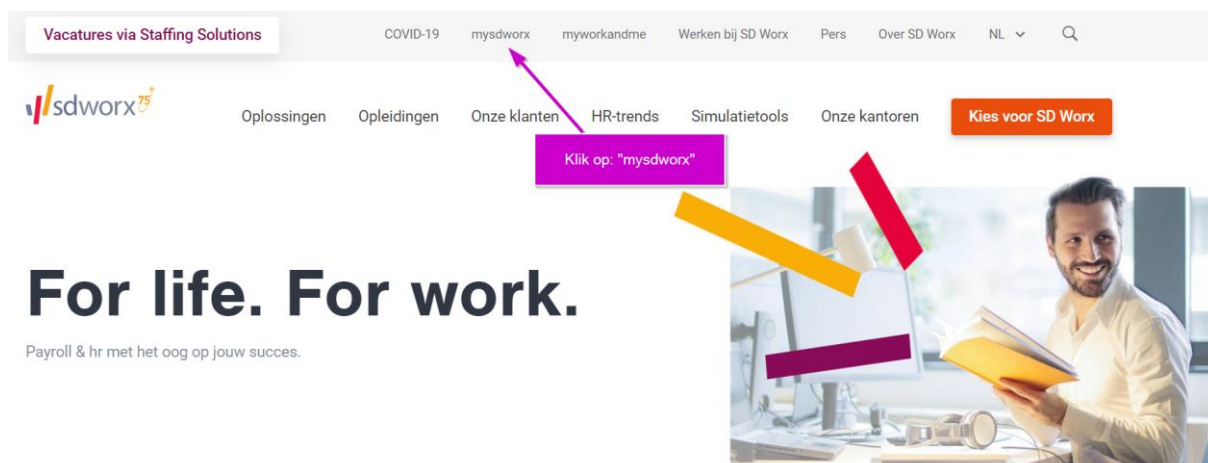 Vacatures via Staffing Solutions COVID-19 mysdworx myworkandme Werken bij SD Worx Pers Over SD Worx NL
sdworx 75
Oplossingen Opleidingen Onze klanten HR-trends Simulatietools Onze kantoren Kies voor SD Worx
Klik op: "mysdworx"
For life. For work.
Payroll & hr met het oog op jouw succes.